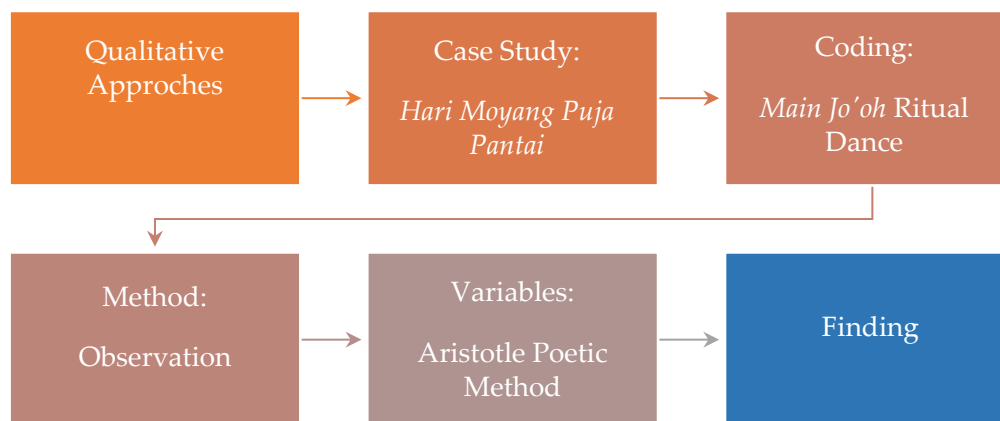 Qualitative
Approches
Case Study:
Hari Moyang Puja
Pantai
Coding:
Main Jo'oh Ritual
Dance
Method:
Observation
Variables:
Aristotle Poetic
Method
Finding